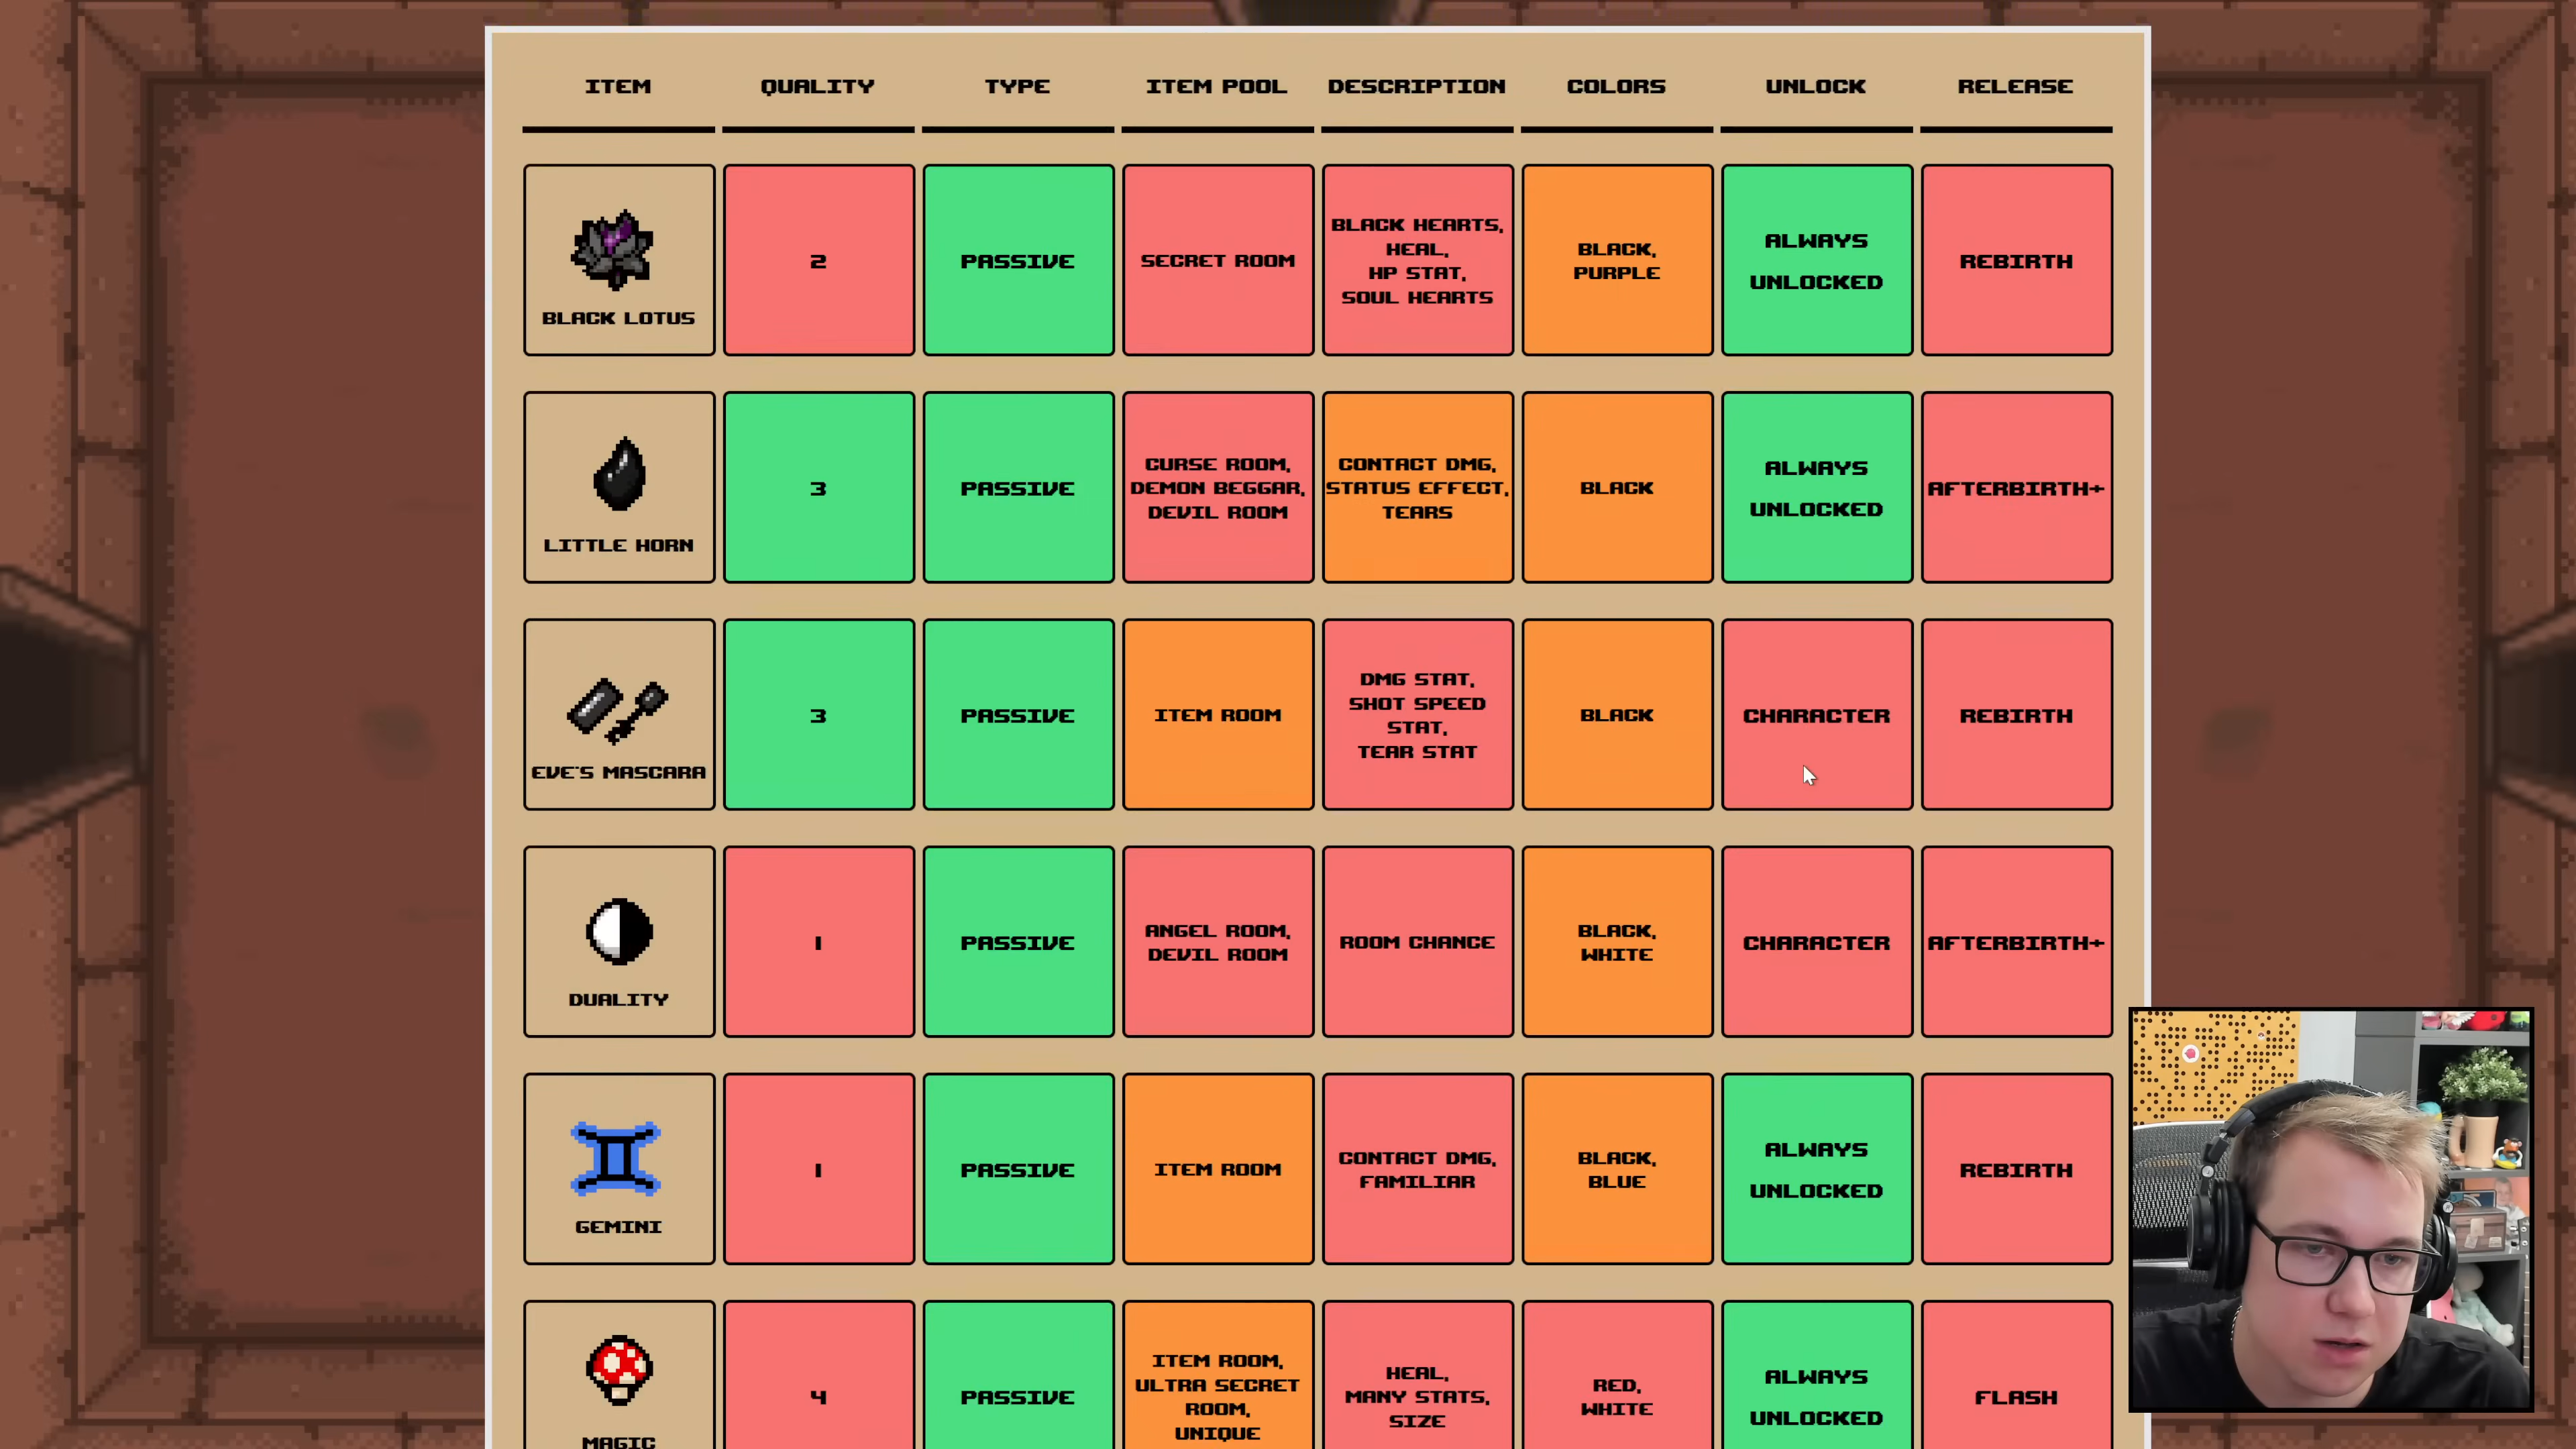 ITEM
QUALITY
TYPE
ITEM POOL
DESCRIPTION
COLORS
UNLOCK
RELEASE
BLACK LOTUS
2
PASSIVE
SECRET ROOM
BLACK HEARTS,
HEAL,
HP STAT,
SOUL HEARTS
BLACK,
PURPLE
ALWAYS
UNLOCKED
REBIRTH
LITTLE HORN
3
PASSIVE
CURSE ROOM,
DEMON BEGGAR,
DEVIL ROOM
CONTACT DMG,
STATUS EFFECT,
TEARS
BLACK
ALWAYS
UNLOCKED
AFTERBIRTH+
EVE'S MASCARA
3
PASSIVE
ITEM ROOM
DMG STAT,
SHOT SPEED
STAT,
TEAR STAT
BLACK
CHARACTER
REBIRTH
DUALITY
1
PASSIVE
ANGEL ROOM,
DEVIL ROOM
ROOM CHANCE
BLACK,
WHITE
CHARACTER
AFTERBIRTH+
GEMINI
1
PASSIVE
ITEM ROOM
CONTACT DMG,
FAMILIAR
BLACK,
BLUE
ALWAYS
UNLOCKED
REBIRTH
MAGIC
4
PASSIVE
ITEM ROOM,
ULTRA SECRET
ROOM,
UNIQUE
HEAL,
MANY STATS,
SIZE
RED,
WHITE
ALWAYS
UNLOCKED
FLASH